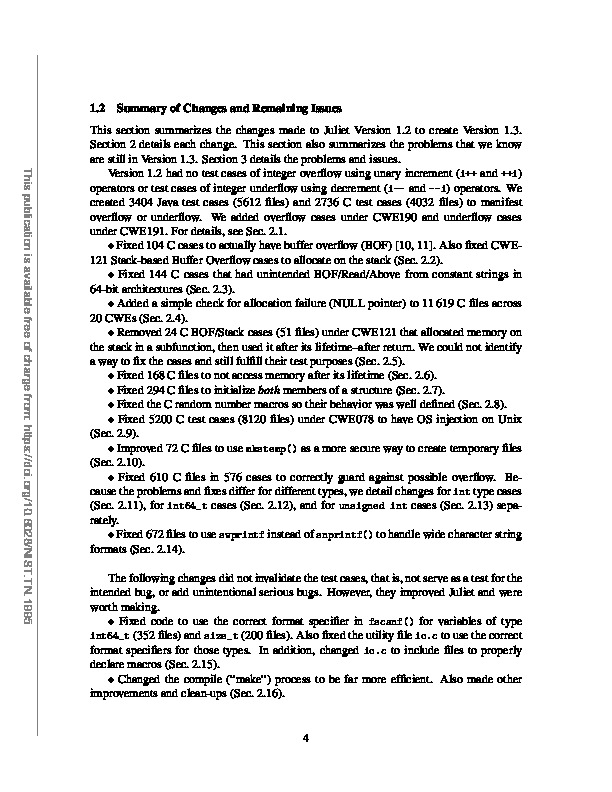 1.2 Summary of Changes and Remaining Issues
This section summarizes the changes made to Juliet Version 1.2 to create Version 1.3.
Section 2 details each change. This section also summarizes the problems that we know
are still in Version 1.3. Section 3 details the problems and issues.
Version 1.2 had no test cases of integer overflow using unary increment (i++ and ++i)
operators or test cases of integer underflow using decrement (i-- and --i) operators. We
created 3404 Java test cases (5612 files) and 2736 C test cases (4032 files) to manifest
overflow or underflow. We added overflow cases under CWE190 and underflow cases
under CWE191. For details, see Sec. 2.1.
⬥ Fixed 104 C cases to actually have buffer overflow (BOF) [10, 11]. Also fixed CWE-
121 Stack-based Buffer Overflow cases to allocate on the stack (Sec. 2.2).
⬥ Fixed 144 C cases that had unintended BOF/Read/Above from constant strings in
64-bit architectures (Sec. 2.3).
⬥ Added a simple check for allocation failure (NULL pointer) to 11 619 C files across
20 CWEs (Sec. 2.4).
⬥ Removed 24 C BOF/Stack cases (51 files) under CWE121 that allocated memory on
the stack in a subfunction, then used it after its lifetime–after return. We could not identify
a way to fix the cases and still fulfill their test purposes (Sec. 2.5).
⬥ Fixed 168 C files to not access memory after its lifetime (Sec. 2.6).
⬥ Fixed 294 C files to initialize both members of a structure (Sec. 2.7).
⬥ Fixed the C random number macros so their behavior was well defined (Sec. 2.8).
⬥ Fixed 5200 C test cases (8120 files) under CWE078 to have OS injection on Unix
(Sec. 2.9).
⬥ Improved 72 C files to use mkstemp() as a more secure way to create temporary files
(Sec. 2.10).
⬥ Fixed 610 C files in 576 cases to correctly guard against possible overflow. Be-
cause the problems and fixes differ for different types, we detail changes for int type cases
(Sec. 2.11), for int64_t cases (Sec. 2.12), and for unsigned int cases (Sec. 2.13) sepa-
rately.
⬥ Fixed 672 files to use swprintf instead of snprintf() to handle wide character string
formats (Sec. 2.14).
The following changes did not invalidate the test cases, that is, not serve as a test for the
intended bug, or add unintentional serious bugs. However, they improved Juliet and were
worth making.
⬥ Fixed code to use the correct format specifier in fscanf() for variables of type
int64_t (352 files) and size_t (200 files). Also fixed the utility file io.c to use the correct
format specifiers for those types. In addition, changed io.c to include files to properly
declare macros (Sec. 2.15).
⬥ Changed the compile ("make") process to be far more efficient. Also made other
improvements and clean-ups (Sec. 2.16).
4
This publication is available free of charge from: https://doi.org/10.6028/NIST.TN.1995